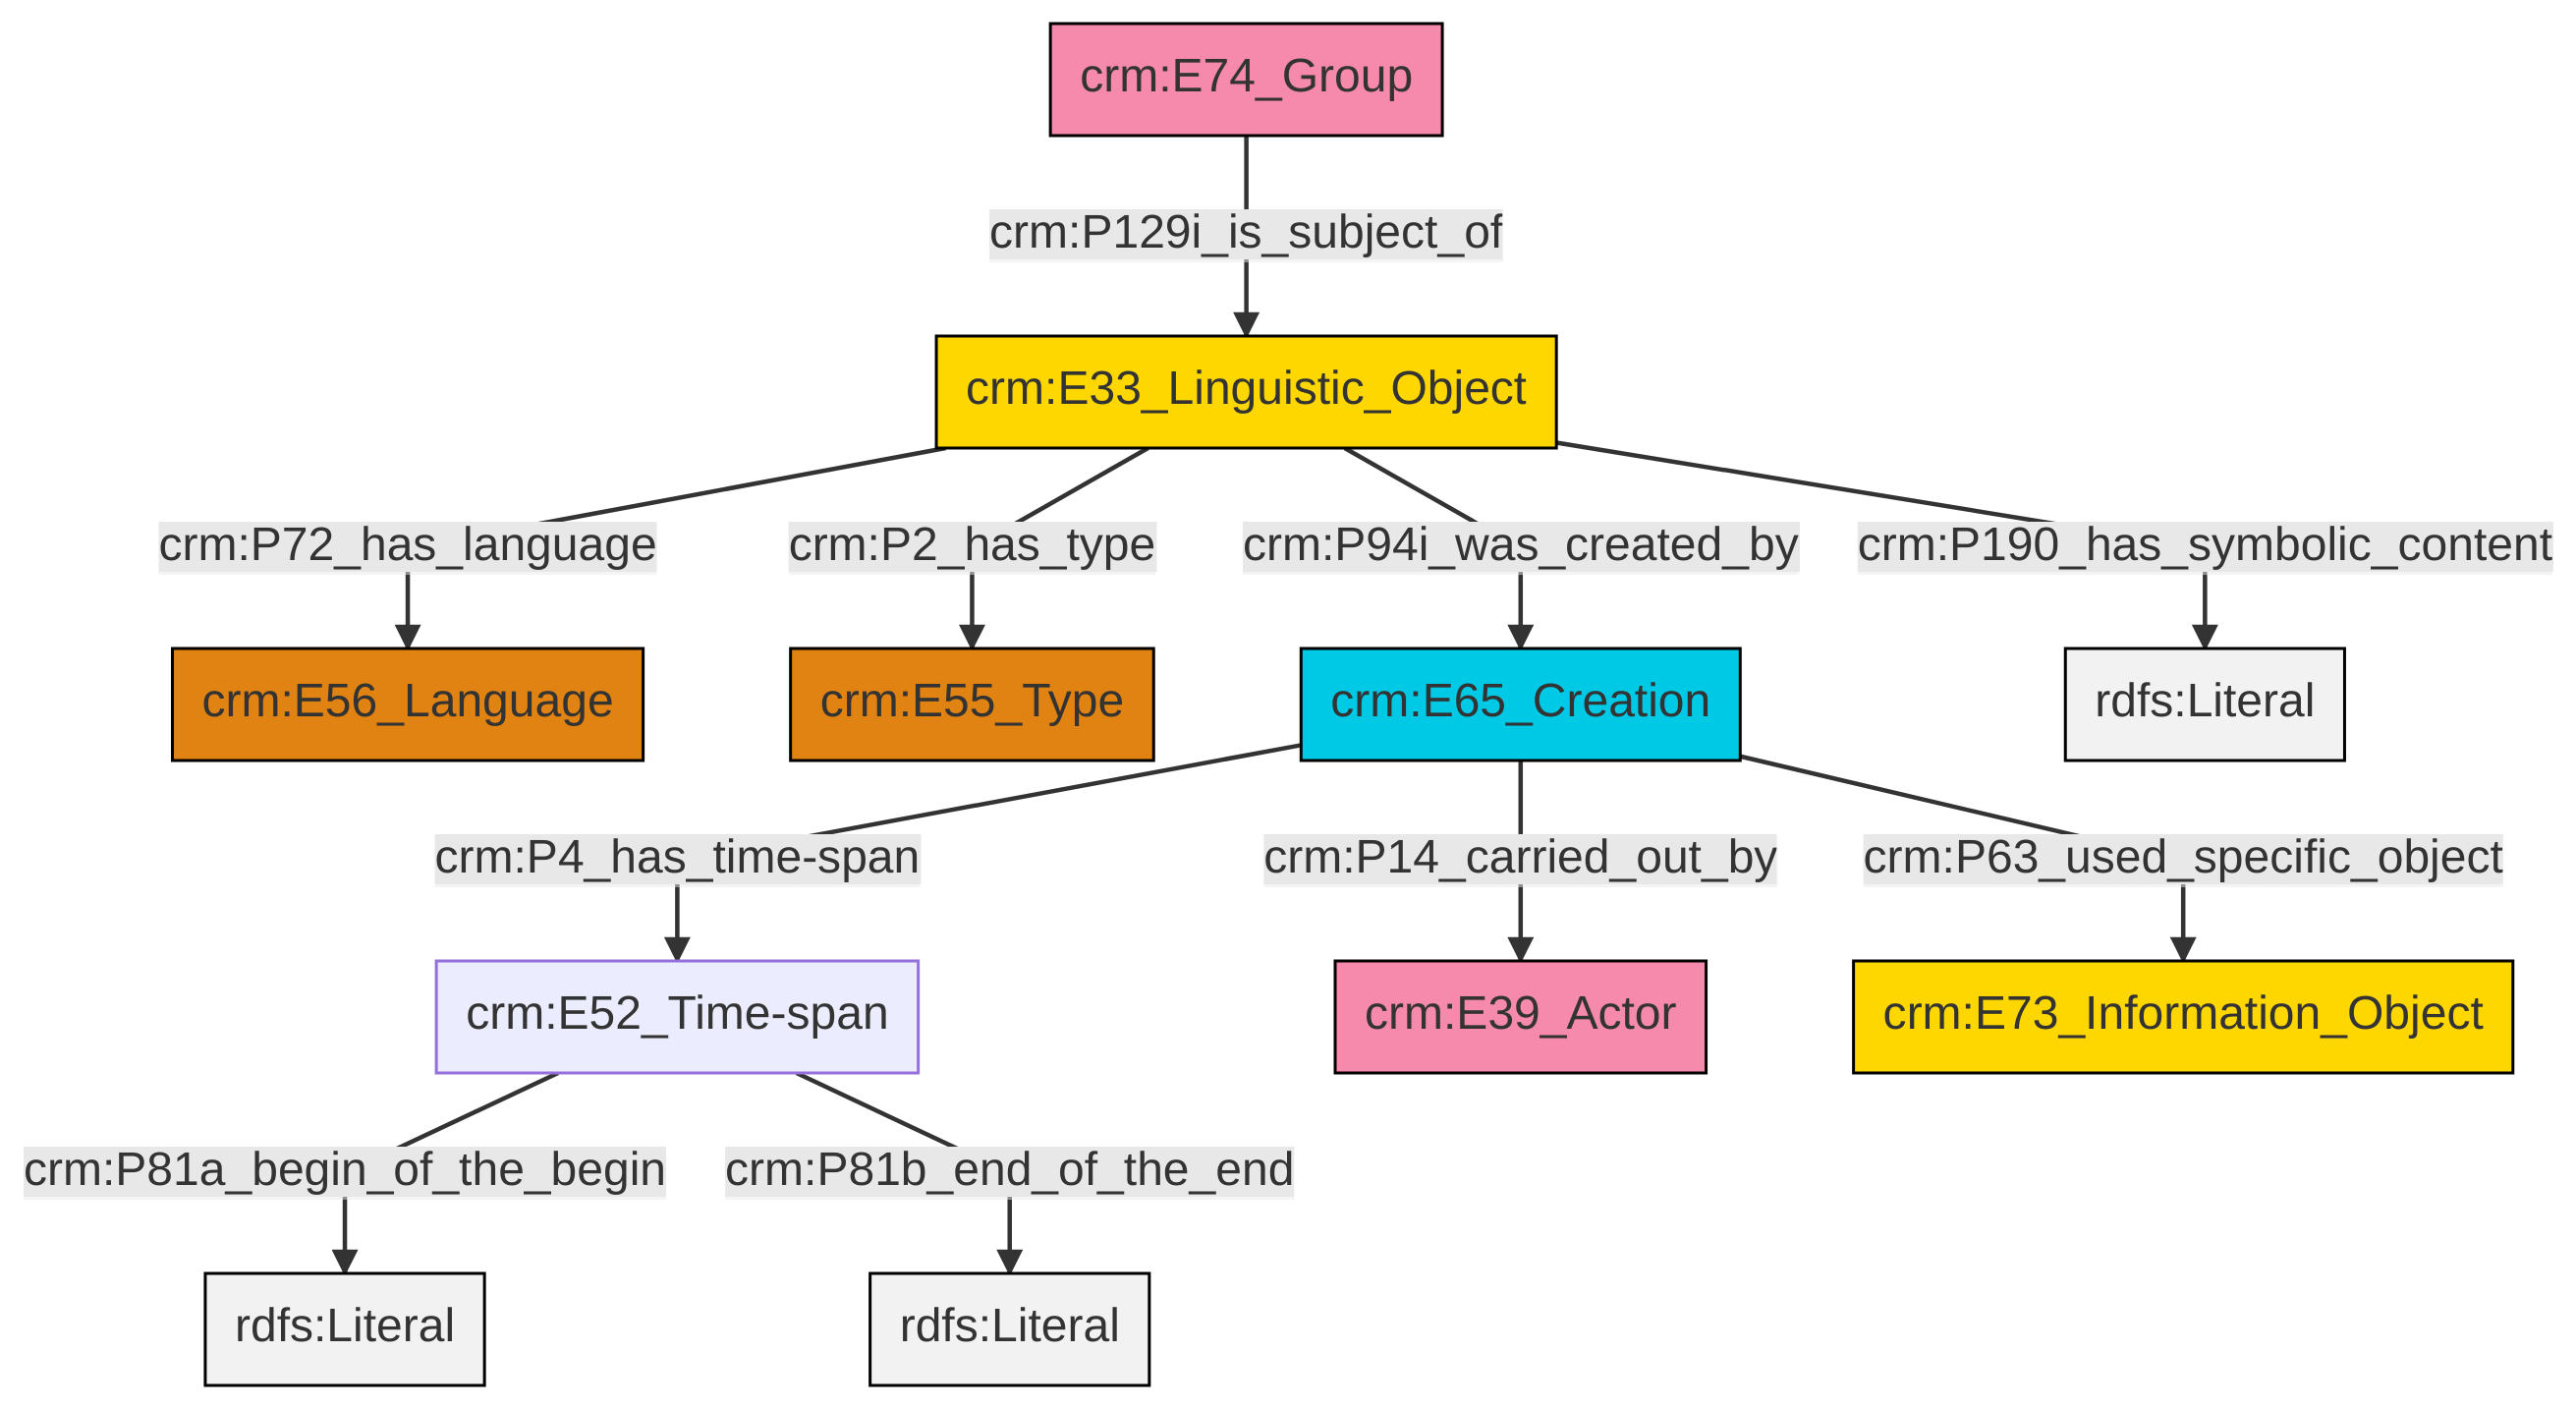 crm:E74_Group
crm:P129i_is_subject_of
crm:E33_Linguistic_Object
crm:P72_has_language
crm:P2_has_type
crm:P94i_was_created_by
crm:P190_has_symbolic_content
crm:E56_Language
crm:E55_Type
crm:E65_Creation
rdfs:Literal
crm:P4_has_time-span
crm:P14_carried_out_by
crm:P63_used_specific_object
crm:E52_Time-span
crm:E39_Actor
crm:E73_Information_Object
crm:P81a_begin_of_the_begin
crm:P81b_end_of_the_end
rdfs:Literal
rdfs:Literal